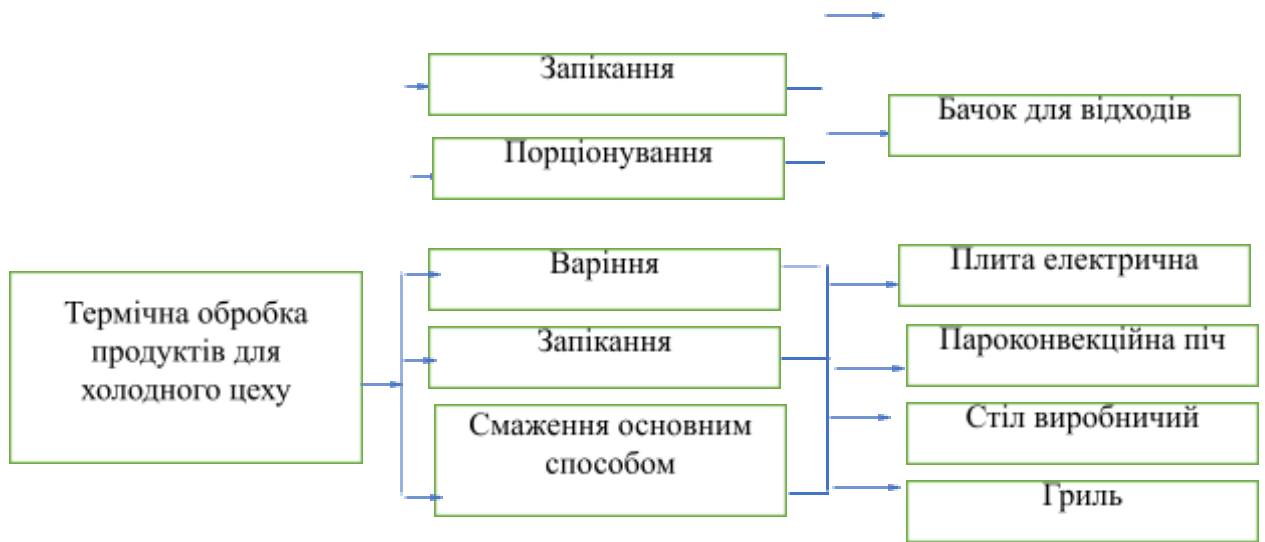 Запікання
Бачок для відходів
Порціонування
Термічна обробка
продуктів для
холодного цеху
Варіння
Запікання
Смаження основним
способом
Плита електрична
Пароконвекційна піч
Стіл виробничий
Гриль